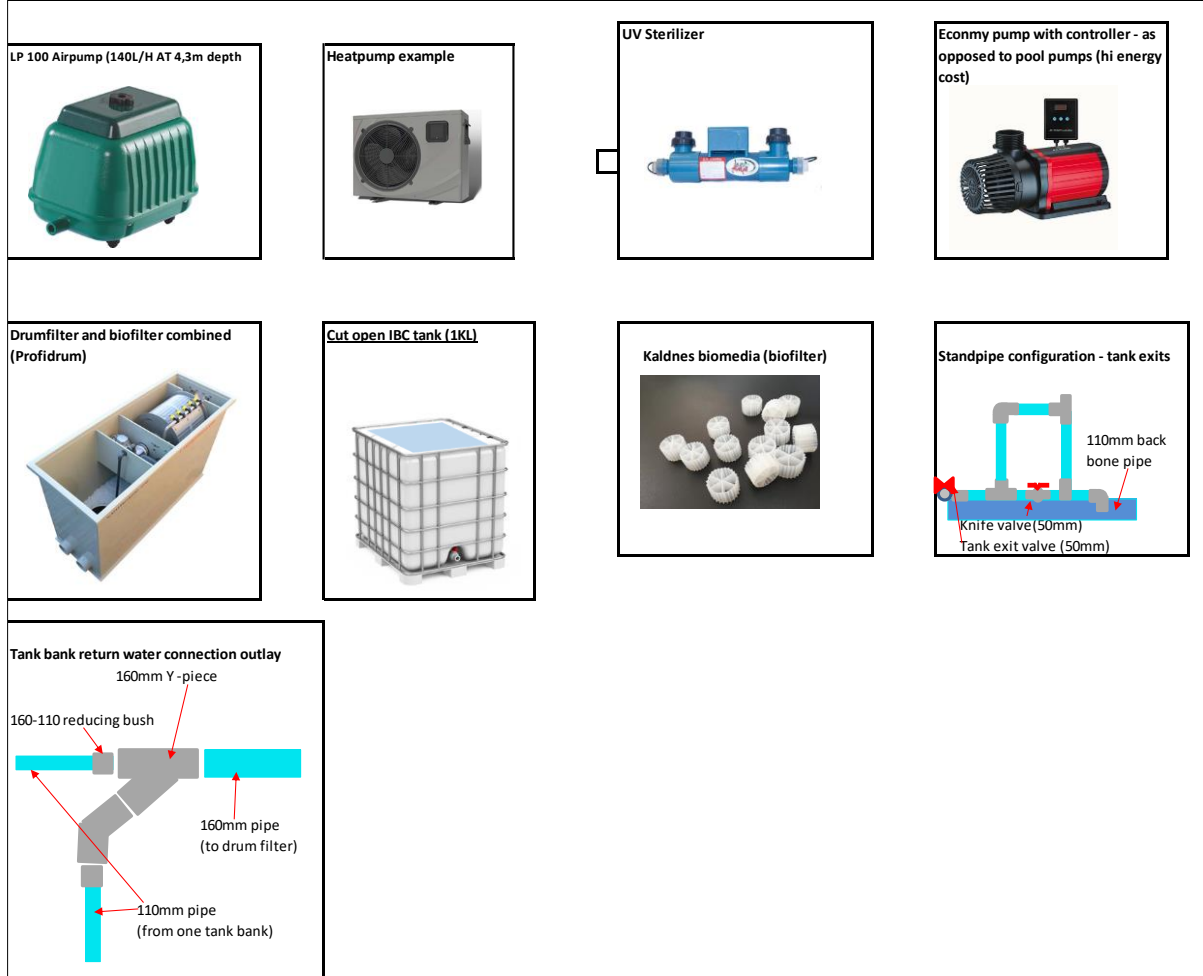 LP 100 Airpump (140L/H AT 4,3m depth
Heatpump example
UV Sterilizer
Econmy pump with controller - as
opposed to pool pumps (hi energy
cost)
Drumfilter and biofilter combined
(Profidrum)
Cut open IBC tank (1KL)
Kaldnes biomedia (biofilter)
Standpipe configuration - tank exits
110mm back
bone pipe
Knife valve(50mm)
Tank exit valve (50mm)
Tank bank return water connection outlay
160mm Y -piece
160-110 reducing bush
160mm pipe
(to drum filter)
110mm pipe
(from one tank bank)